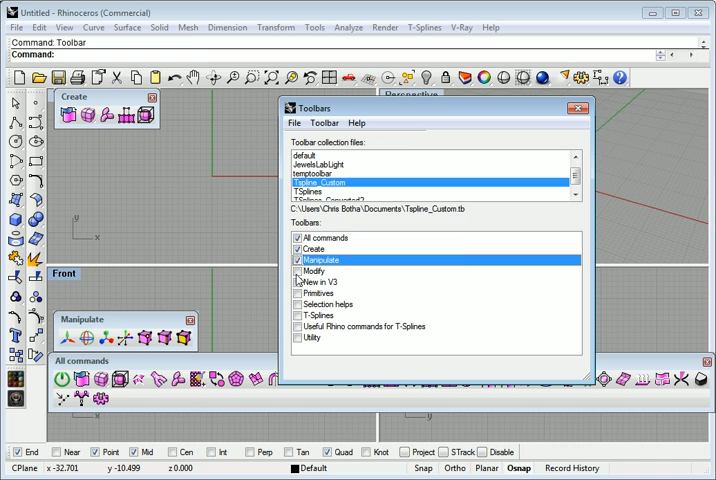 Untitled - Rhinoceros (Commercial)
File Edit View Curve Surface Solid Mesh Dimension Transform Tools Analyze Render T-Splines V-Ray Help
Command: Toolbar
Command:
Create
Perspective
Toolbars
File Toolbar Help
Toolbar collection files:
default
JewelsLabLight
temptoolbar
Tspline_Custom
TSplines
TSplines_Converted2
C:\Users\Chris Botha\Documents\Tspline_Custom.tb
Toolbars:
All commands
Create
Manipulate
Modify
New in V3
Primitives
Selection helps
T-Splines
Useful Rhino commands for T-Splines
Utility
y
x
Front
Manipulate
All commands
x
y
End Near Point Mid Cen Int Perp Tan Quad Knot Project STrack Disable
CPlane x -32.701 y -10.499 z 0.000 Default Snap Ortho Planar Osnap Record History